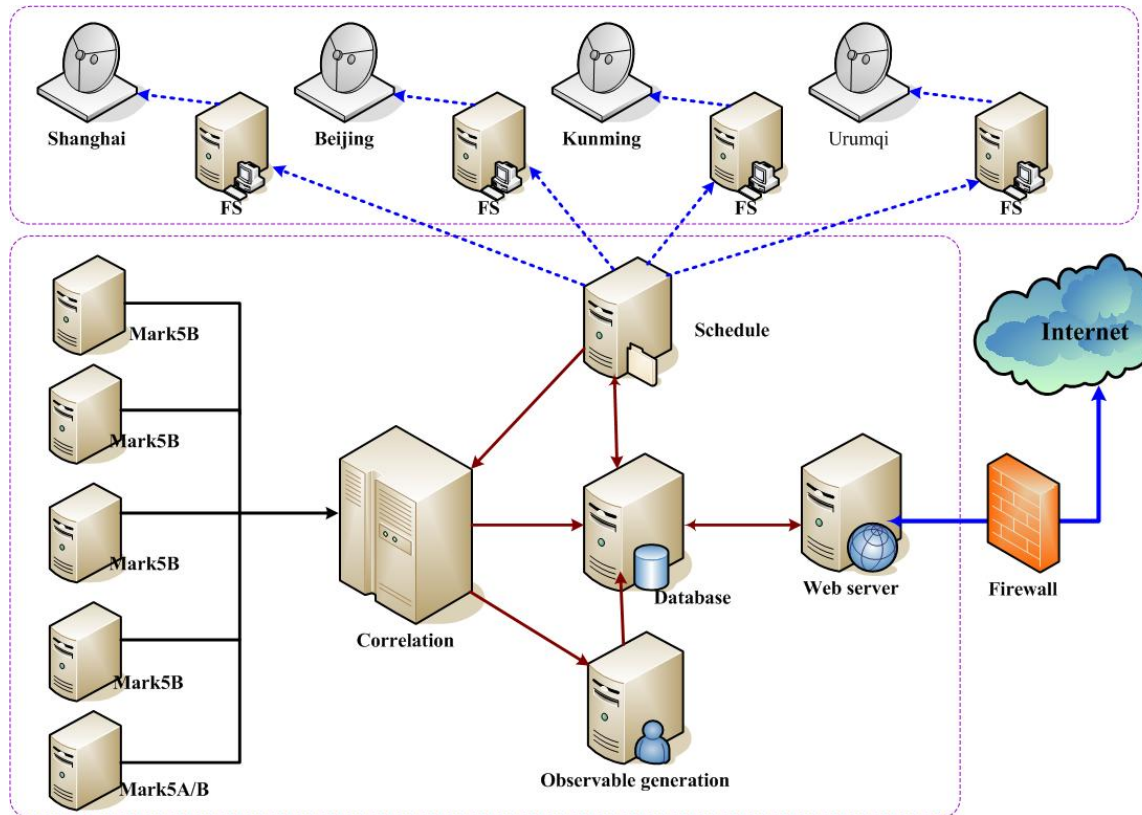 Shanghai
Beijing
Kunming
Urumqi
FS
FS
FS
FS
Mark5B
Mark5B
Mark5B
Mark5B
Mark5A/B
Schedule
Correlation
Database
Observable generation
Web server
Firewall
Internet